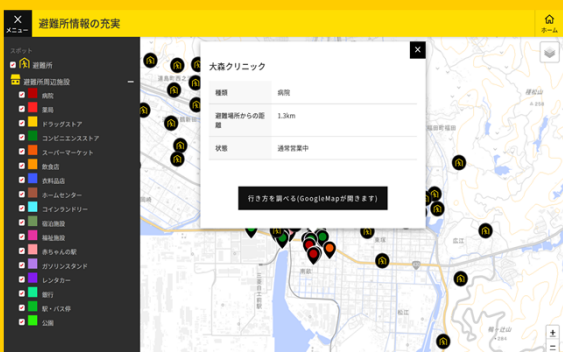 メニュー
避難所情報の充実
ホーム
スポット
避難所
避難所周辺施設
病院
薬局
ドラッグストア
コンビニエンスストア
スーパーマーケット
飲食店
衣料品店
ホームセンター
コインランドリー
宿泊施設
福祉施設
赤ちゃんの駅
ガソリンスタンド
レンタカー
銀行
駅・バス停
公園
大森クリニック
種類
病院
避難場所からの距離
1.3km
状態
通常営業中
行き方を調べる(GoogleMapが開きます)
広江
松江